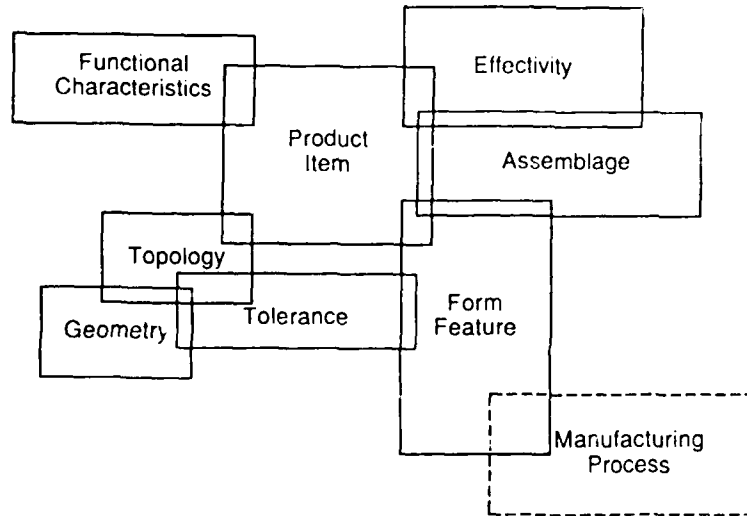 Functional
Characteristics
Effectivity
Product
Item
Assemblage
Topology
Tolerance
Geometry
Form
Feature
Manufacturing
Process